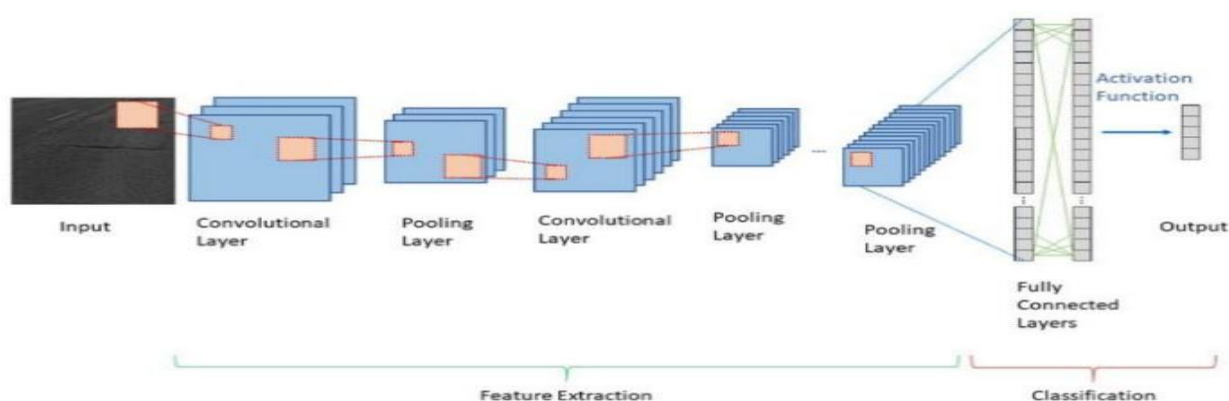 Input
Convolutional
Layer
Pooling
Layer
Convolutional
Layer
Pooling
Layer
...
Pooling
Layer
Fully
Connected
Layers
Activation
Function
Output
Feature Extraction
Classification